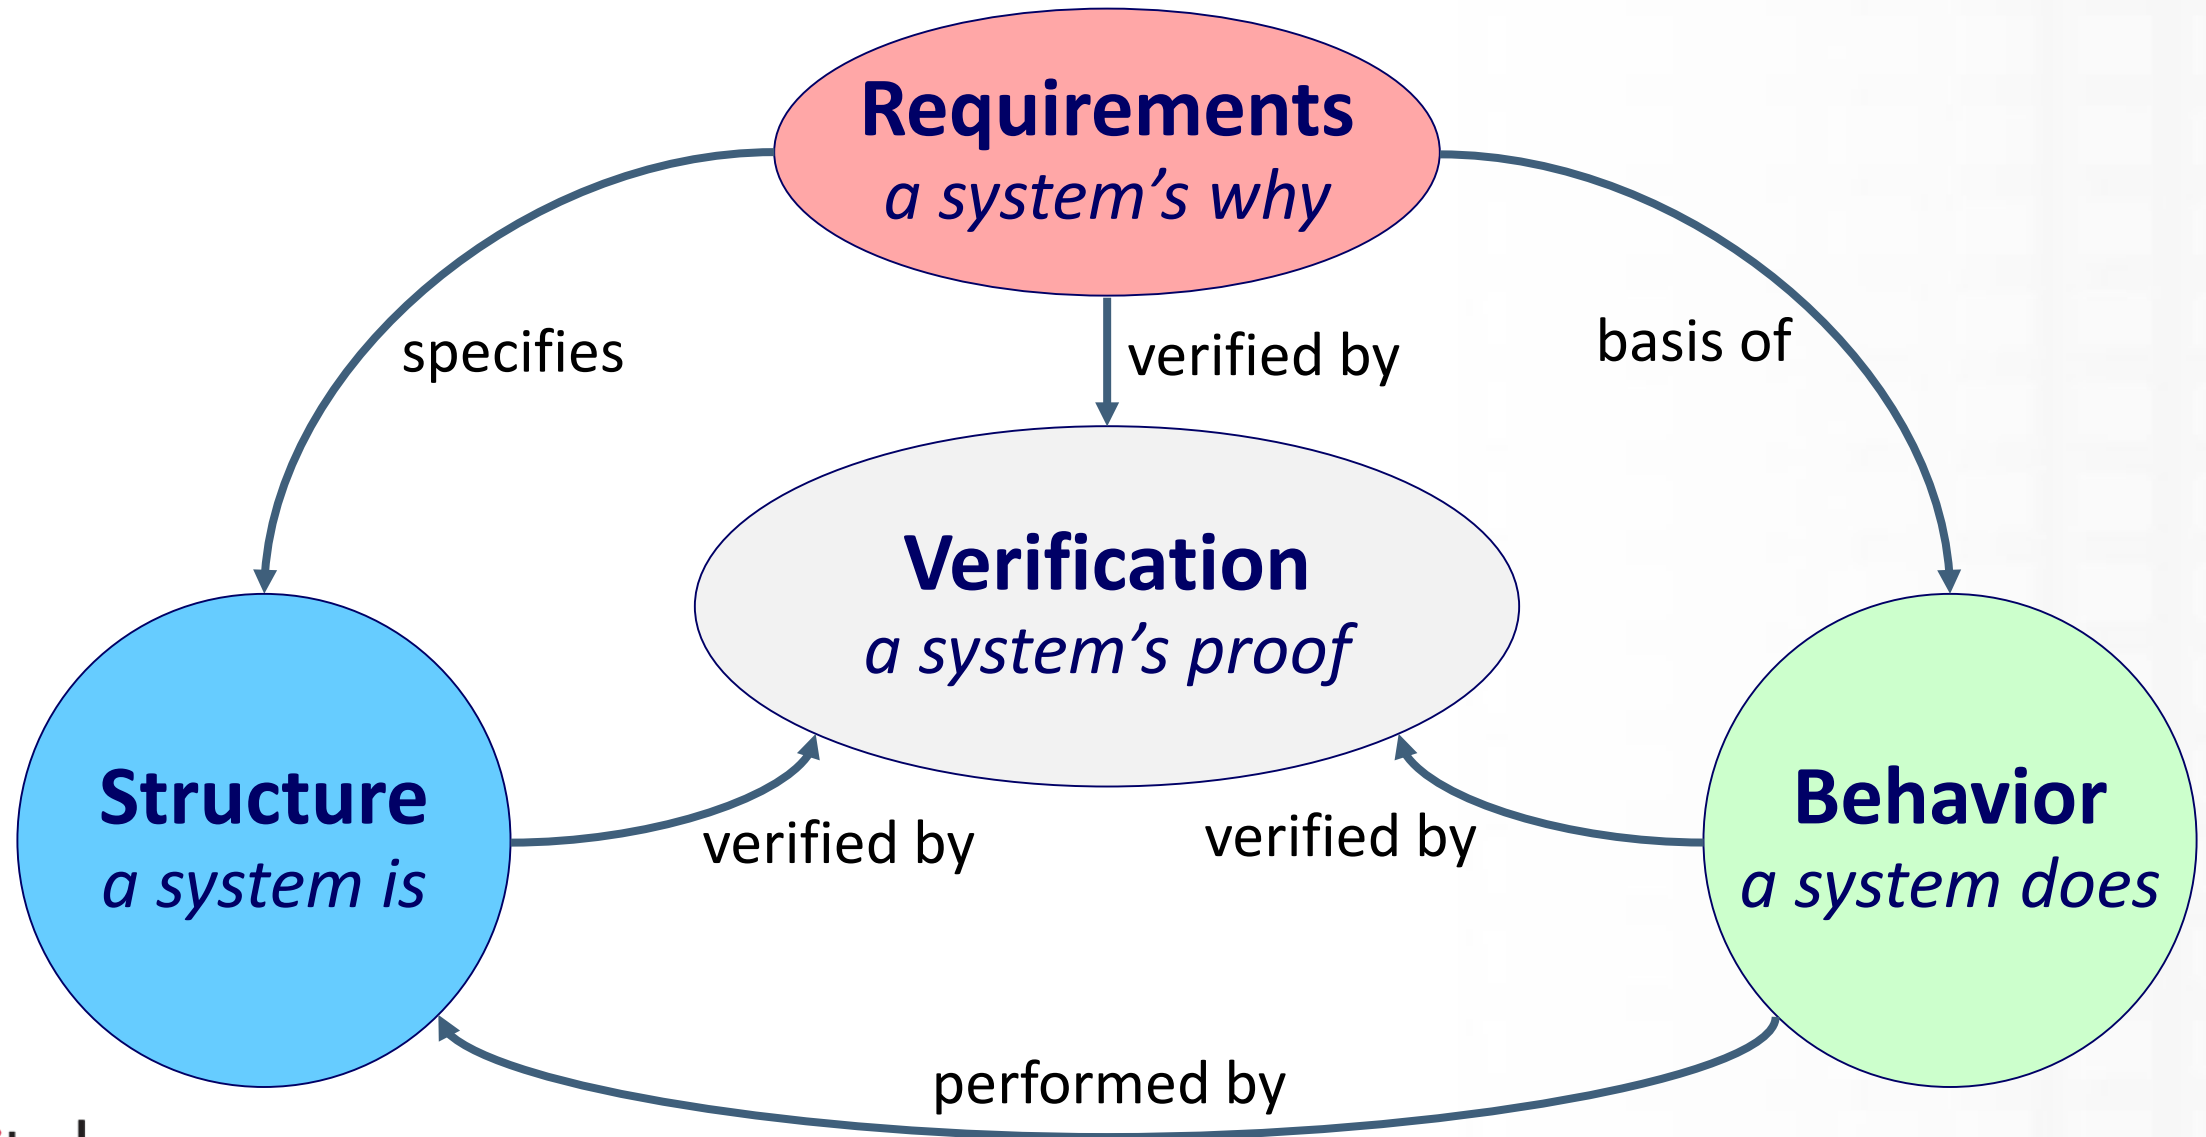 Requirements
a system's why
specifies
verified by
basis of
Verification
a system's proof
Structure
a system is
verified by
verified by
Behavior
a system does
performed by